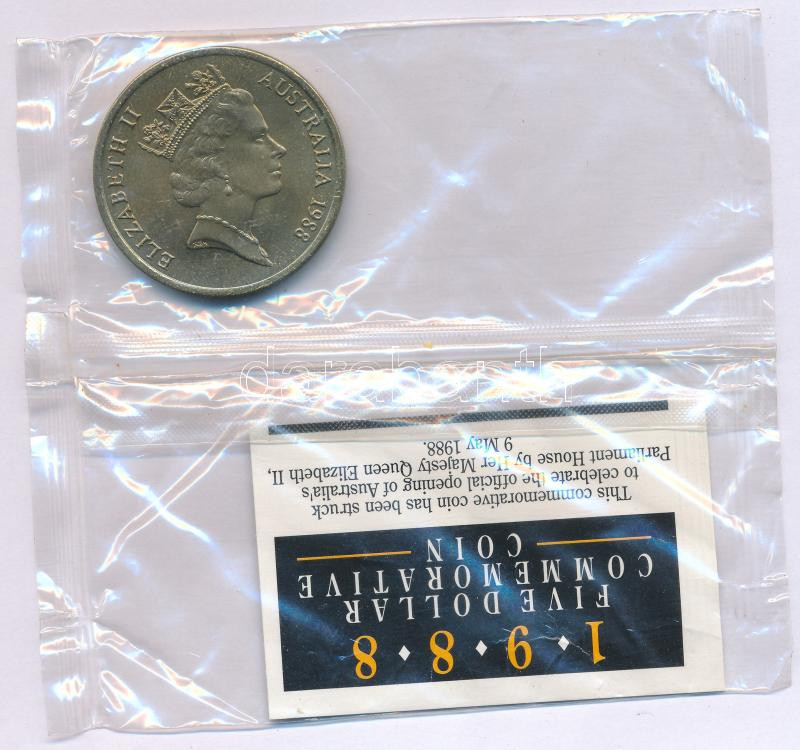 ELIZABETH II AUSTRALIA 1988
darabanth
1·9·8·8
FIVE DOLLAR
COMMEMORATIVE
COIN
This commemorative coin has been struck
to celebrate the official opening of Australia's
Parliament House by Her Majesty Queen Elizabeth II,
9 May 1988.